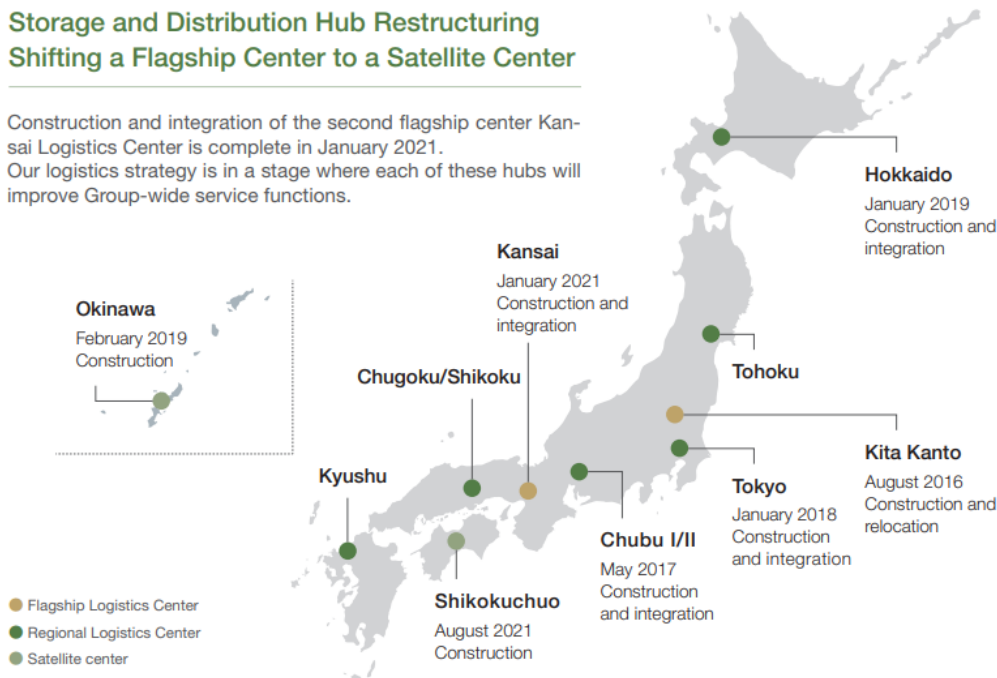 Storage and Distribution Hub Restructuring
Shifting a Flagship Center to a Satellite Center
Construction and integration of the second flagship center Kan-
sai Logistics Center is complete in January 2021.
Our logistics strategy is in a stage where each of these hubs will
improve Group-wide service functions.
Hokkaido
January 2019
Construction and
integration
Kansai
January 2021
Construction and
integration
Okinawa
February 2019
Construction
Chugoku/Shikoku
Tohoku
Kyushu
Kita Kanto
August 2016
Construction and
relocation
Tokyo
January 2018
Construction
and integration
Chubu I/II
May 2017
Construction
and integration
Shikokuchuo
August 2021
Construction
Flagship Logistics Center
Regional Logistics Center
Satellite center